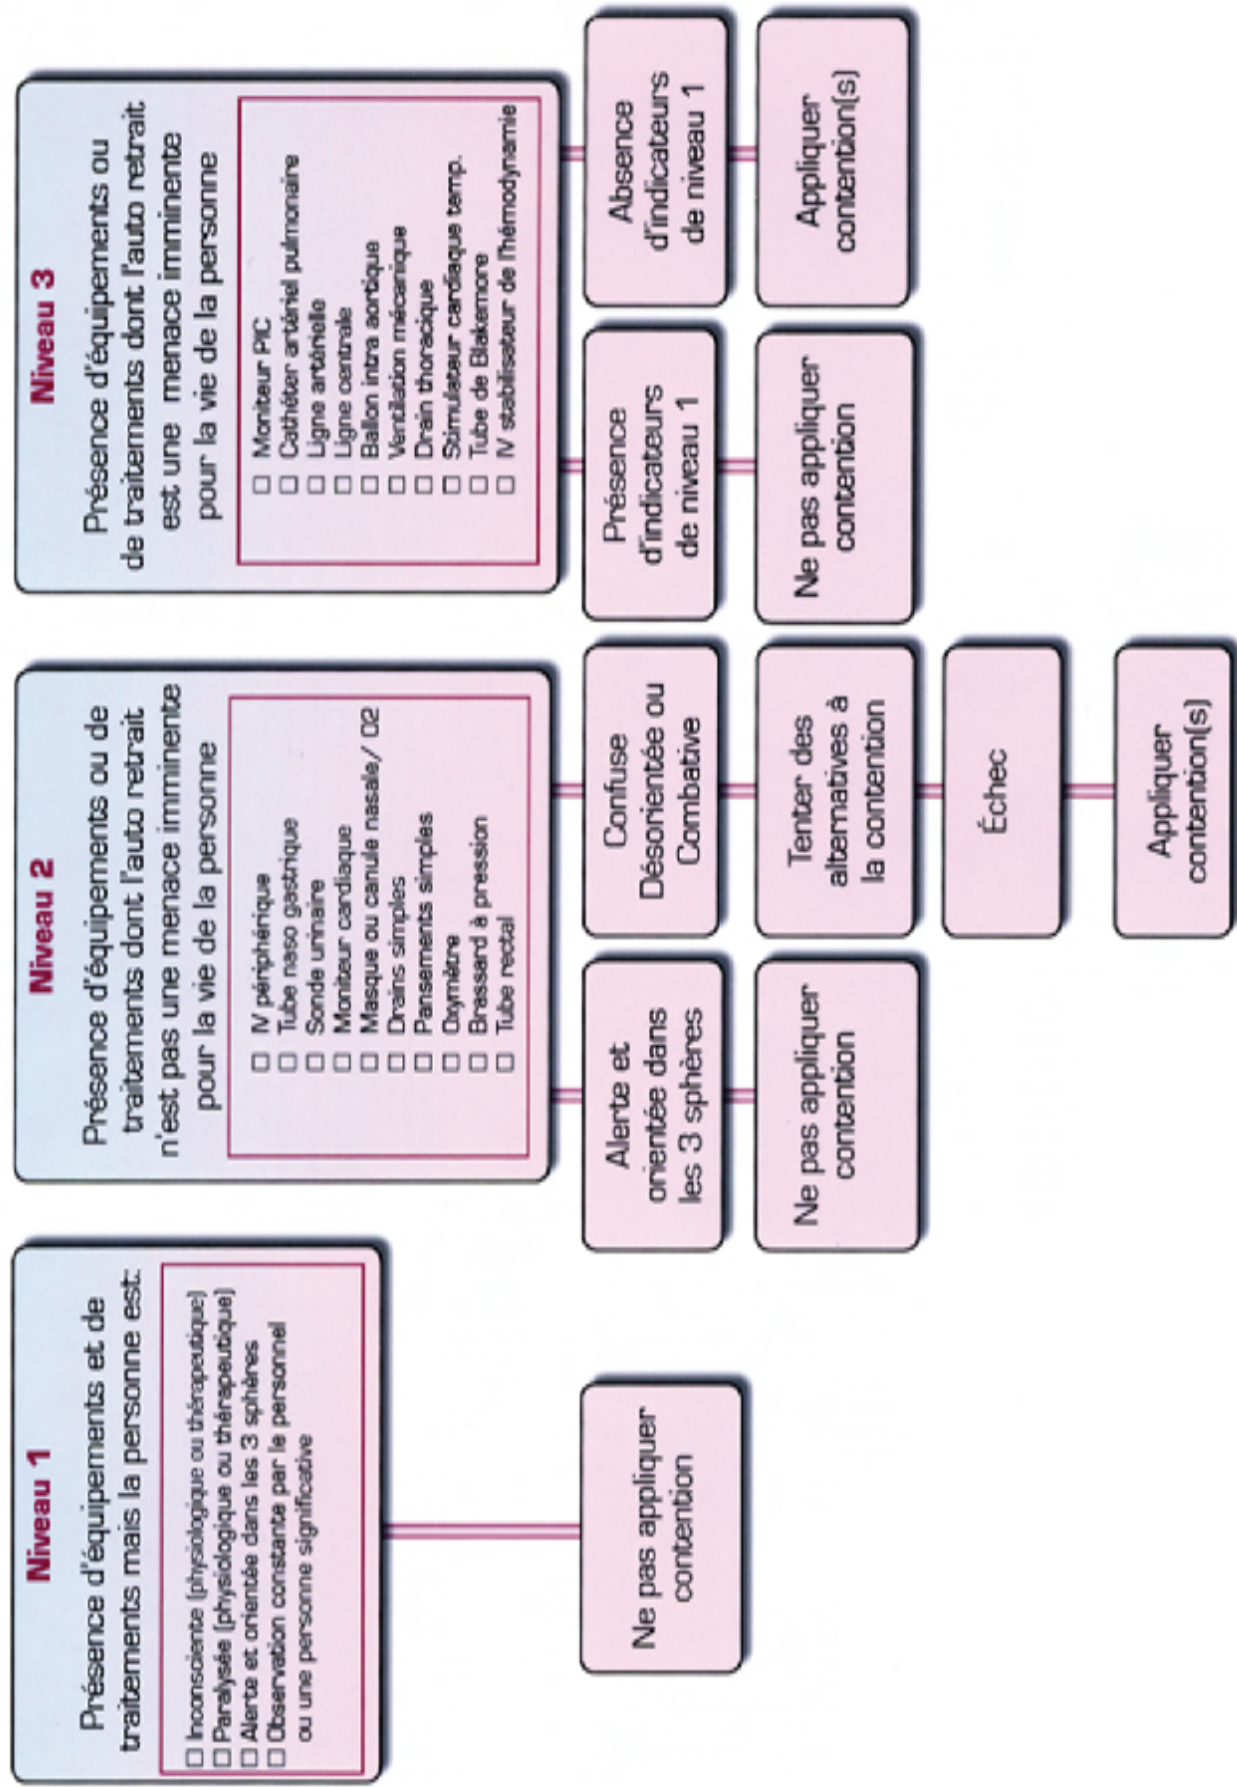 Niveau 1
Présence d'équipements et de
traitements mais la personne est:
□ Inconsciente (physiologique ou thérapeutique)
□ Paralysée (physiologique ou thérapeutique)
□ Alerte et orientée dans les 3 sphères
□ Observation constante par le personnel
ou une personne significative
Ne pas appliquer
contention
Niveau 2
Présence d'équipements ou de
traitements dont l'auto retrait
n'est pas une menace imminente
pour la vie de la personne
□ IV périphérique
□ Tube naso gastrique
□ Sonde urinaire
□ Moniteur cardiaque
□ Masque ou canule nasale/ O2
□ Drains simples
□ Pansements simples
□ Oxymètre
□ Brassard à pression
□ Tube rectal
Alerte et
orientée dans
les 3 sphères
Ne pas appliquer
contention
Confuse
Désorientée ou
Combative
Tenter des
alternatives à
la contention
Échec
Appliquer
contention(s)
Niveau 3
Présence d'équipements ou
de traitements dont l'auto retrait
est une menace imminente
pour la vie de la personne
□ Moniteur PIC
□ Cathéter artériel pulmonaire
□ Ligne artérielle
□ Ligne centrale
□ Ballon intra aortique
□ Ventilation mécanique
□ Drain thoracique
□ Stimulateur cardiaque temp.
□ Tube de Blakemore
□ IV stabilisateur de l'hémodynamie
Présence
d'indicateurs
de niveau 1
Ne pas appliquer
contention
Absence
d'indicateurs
de niveau 1
Appliquer
contention(s)